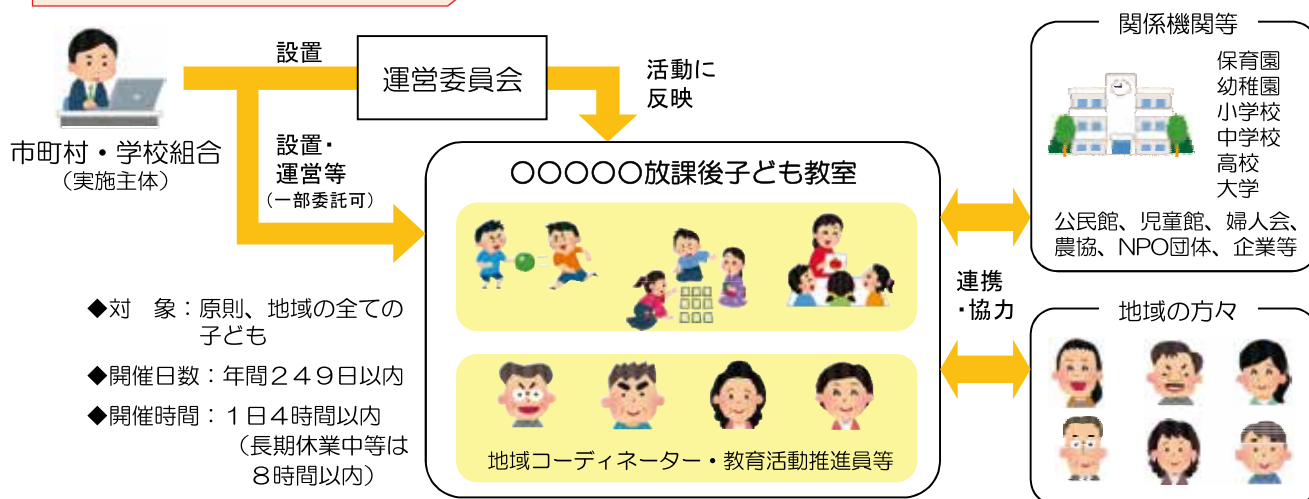 設置
運営委員会
活動に
反映
市町村・学校組合
（実施主体）
設置・
運営等
（一部委託可）
◆対　象：原則、地域の全ての
子ども
◆開催日数：年間２４９日以内
◆開催時間：１日４時間以内
（長期休業中等は
８時間以内）
〇〇〇〇〇放課後子ども教室
地域コーディネーター・教育活動推進員等
連携
・協力
関係機関等
保育園
幼稚園
小学校
中学校
高校
大学
公民館、児童館、婦人会、
農協、NPO団体、企業等
地域の方々